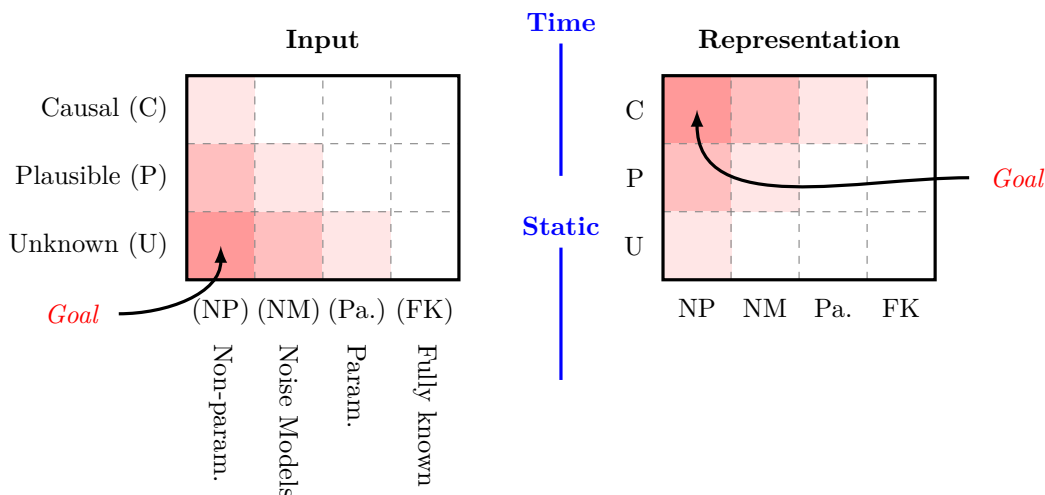 Input
Time
Representation
Causal (C)
Plausible (P)
Unknown (U)
Goal
(NP) (NM) (Pa.) (FK)
Non-param.
Noise Models
Param.
Fully known
Static
C
P
U
Goal
NP NM Pa. FK